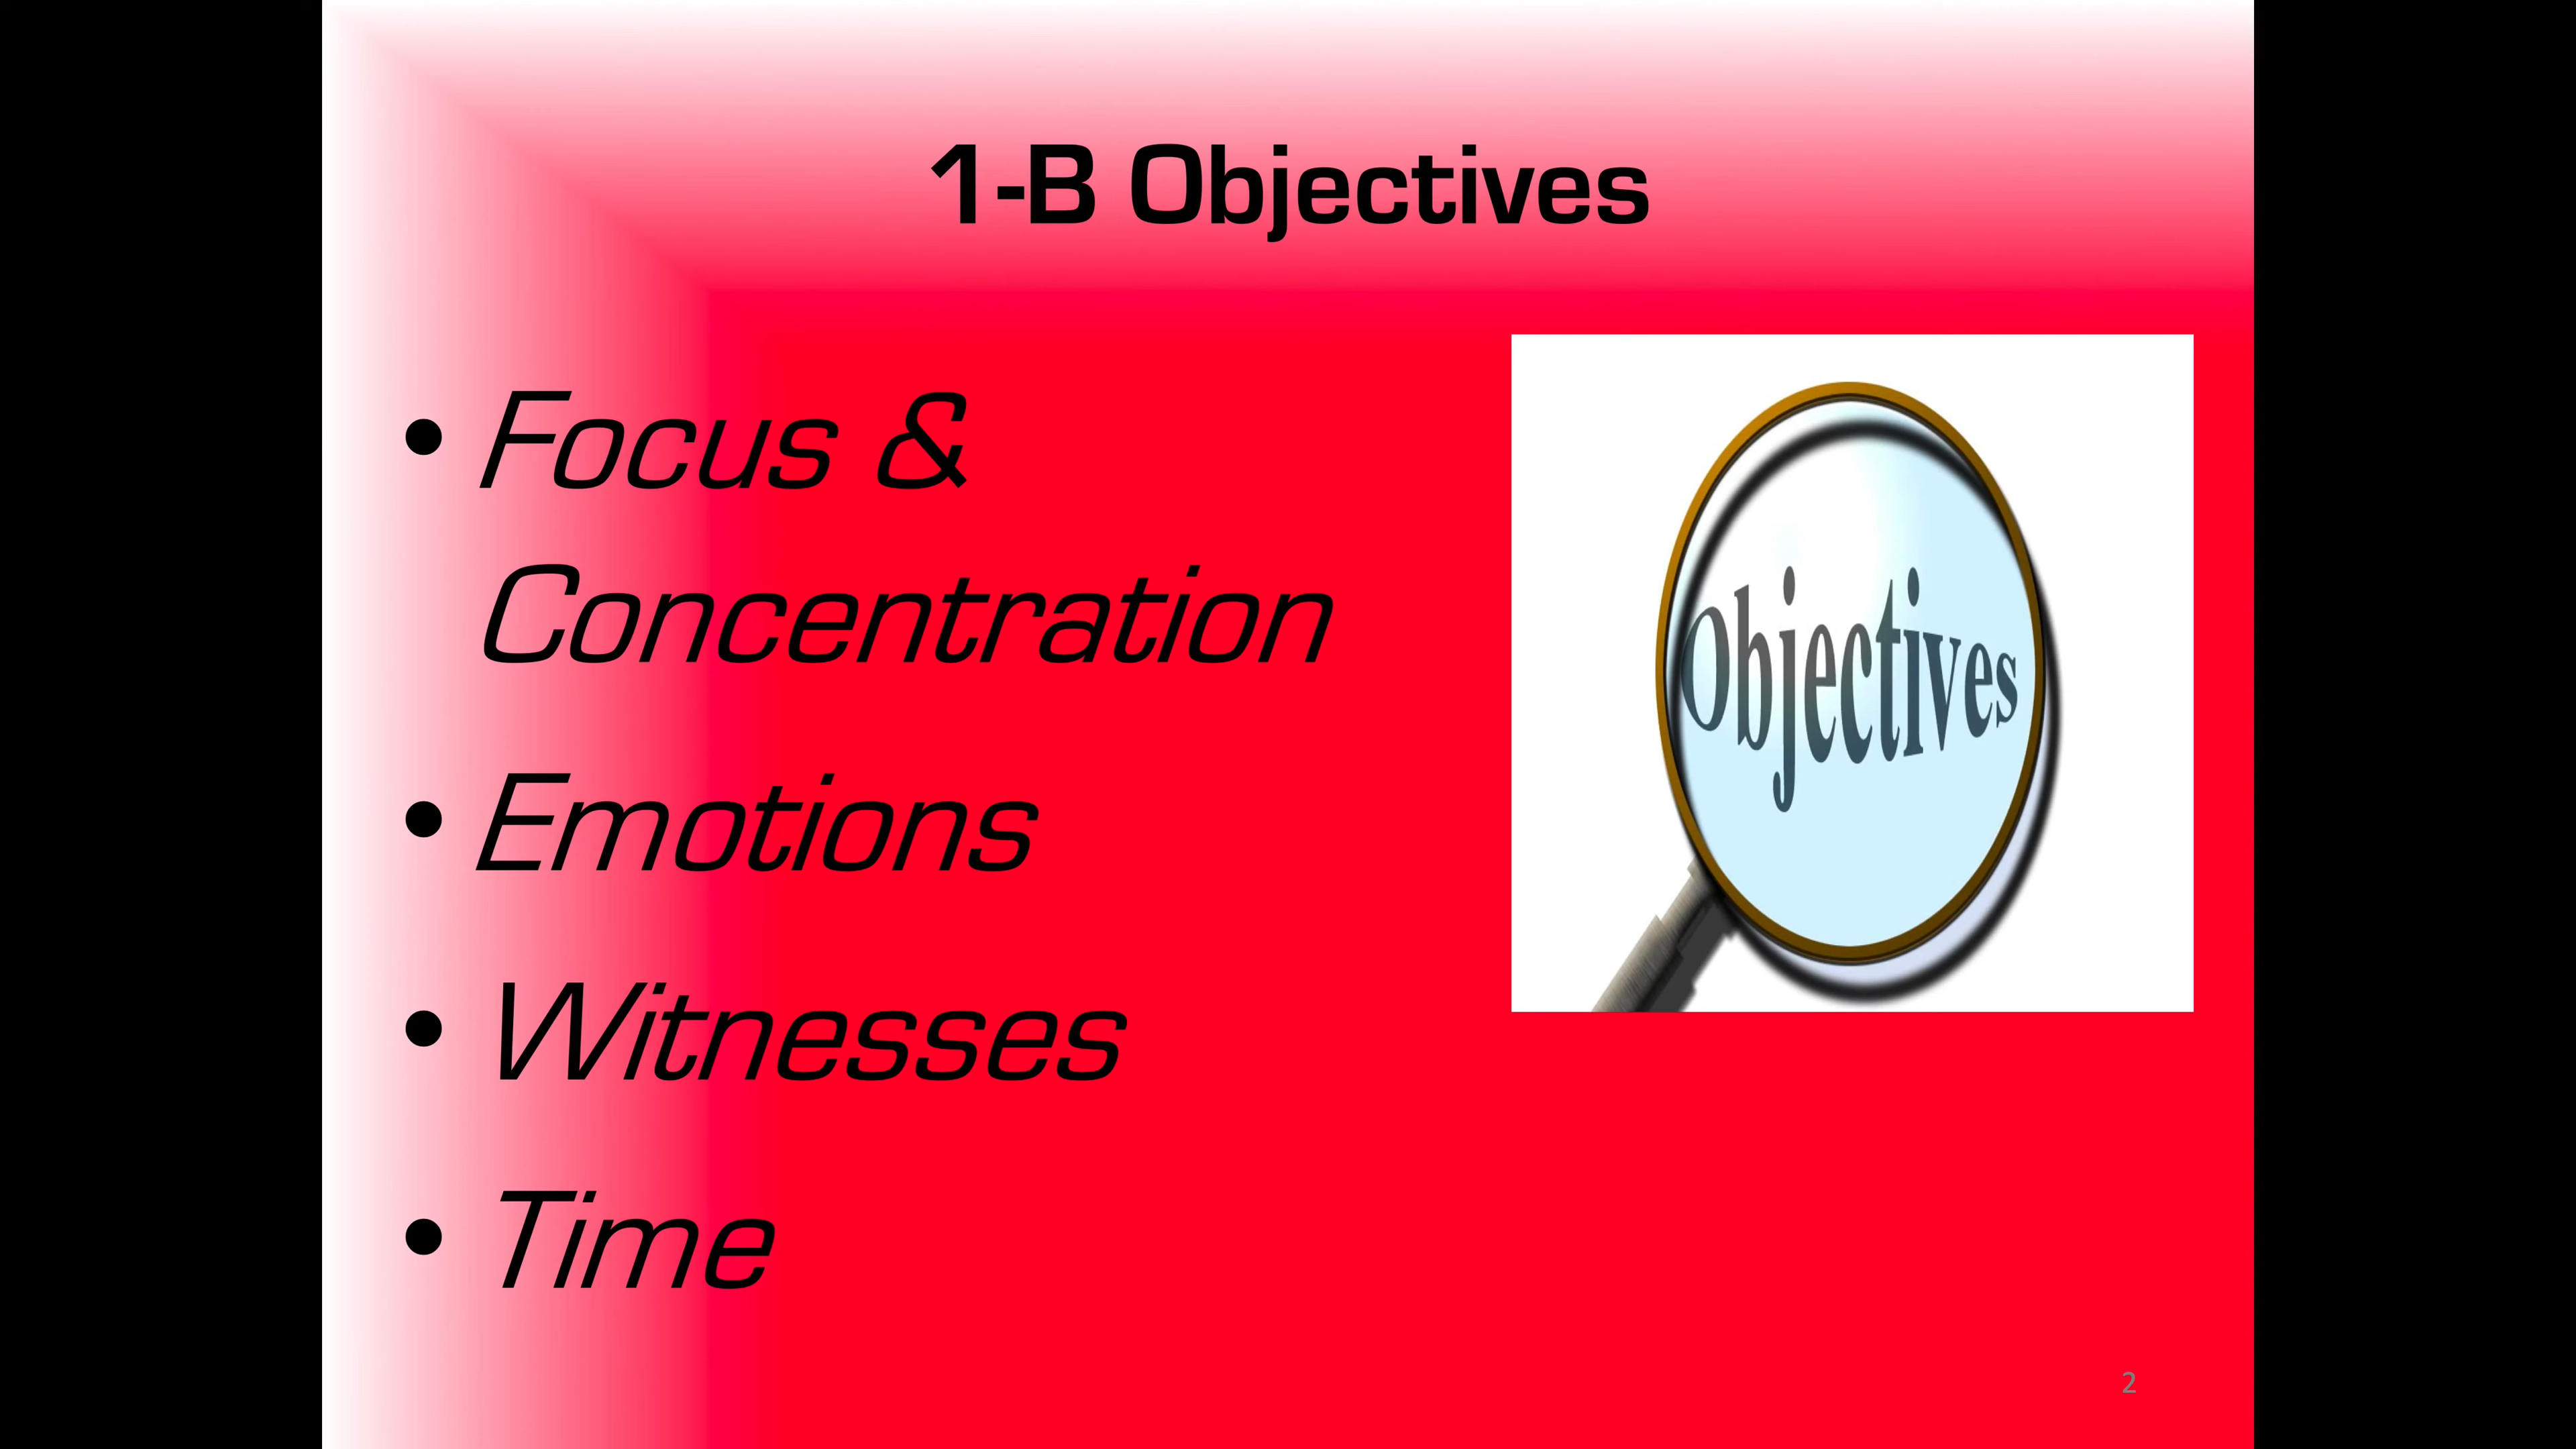 1-B Objectives
• Focus &
Concentration
• Emotions
• Witnesses
• Time
Objectives
2